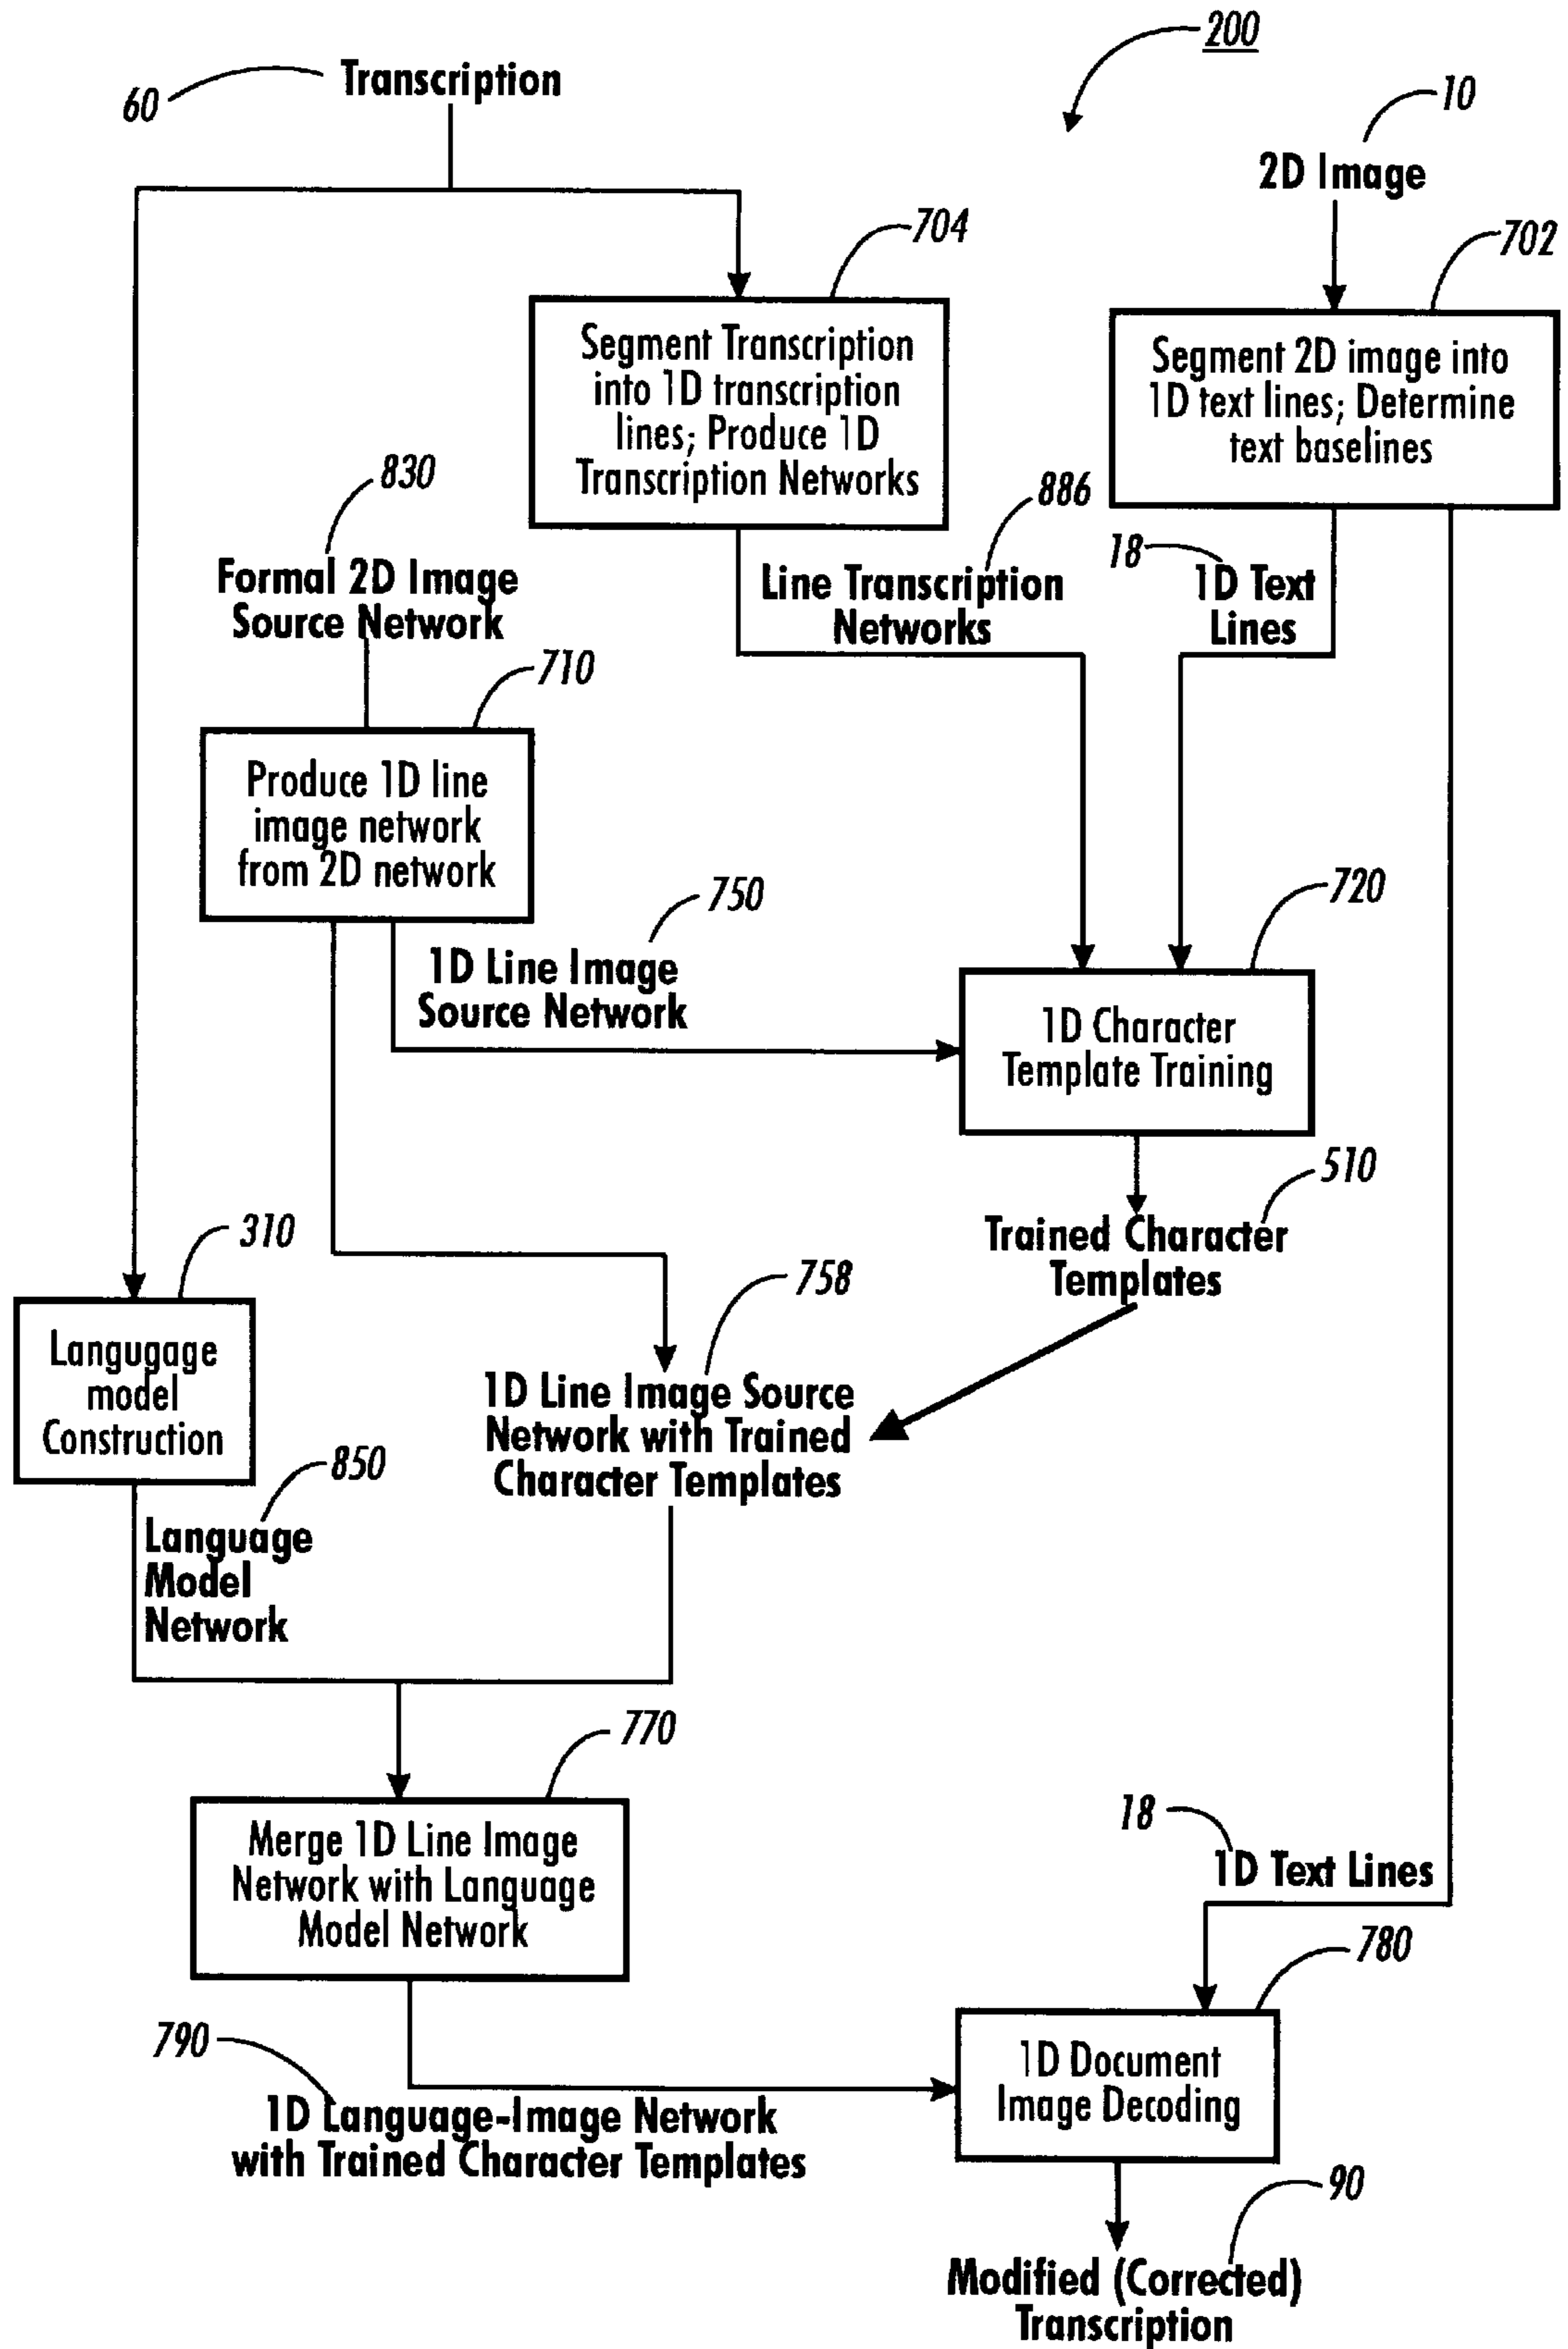 200
60
Transcription
10
2D Image
704
702
Segment Transcription
into 1D transcription
lines; Produce 1D
Transcription Networks
Segment 2D image into
1D text lines; Determine
text baselines
830
Formal 2D Image
Source Network
886
Line Transcription
Networks
18
1D Text
Lines
710
Produce 1D line
image network
from 2D network
750
1D Line Image
Source Network
720
1D Character
Template Training
510
Trained Character
Templates
310
Langugage
model
Construction
758
1D Line Image Source
Network with Trained
Character Templates
850
Language
Model
Network
770
Merge 1D Line Image
Network with Language
Model Network
18
1D Text Lines
780
1D Document
Image Decoding
790
1D Language-Image Network
with Trained Character Templates
90
Modified (Corrected)
Transcription